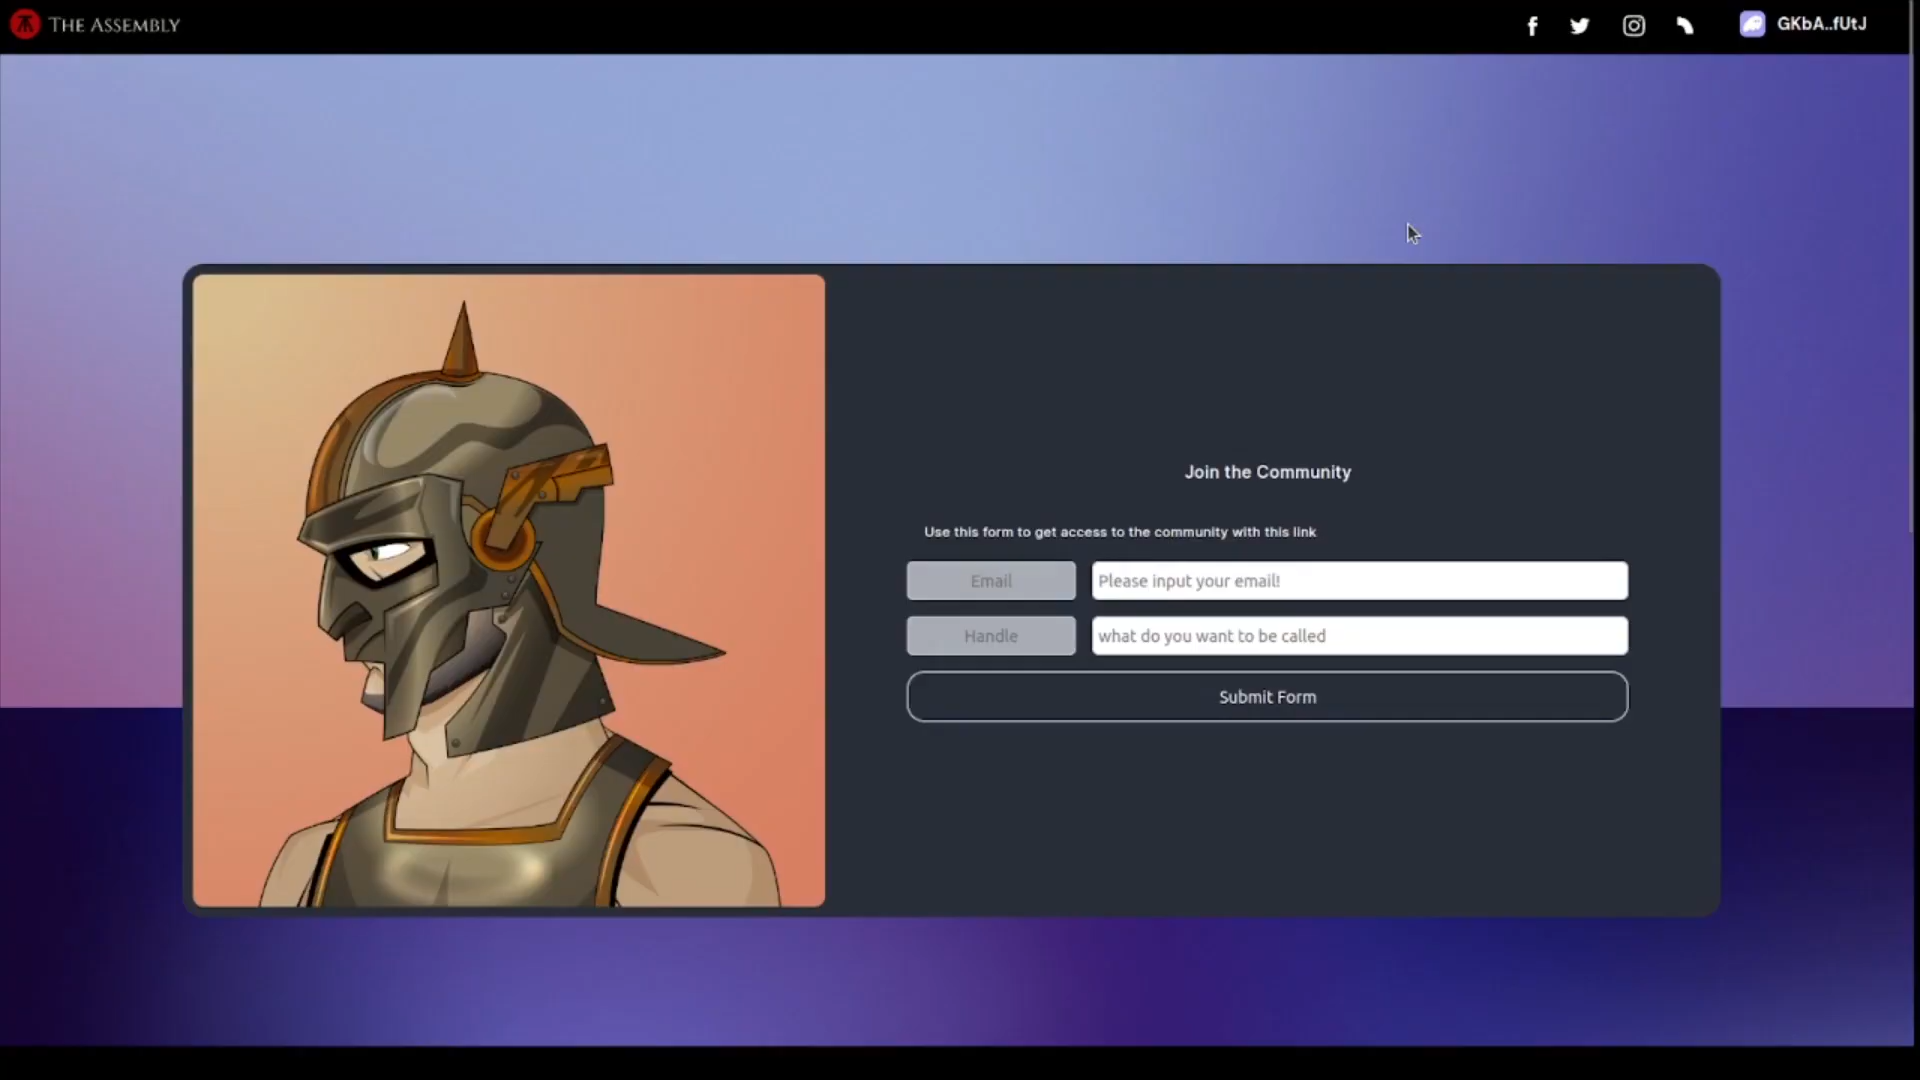 THE ASSEMBLY
GKbA..fUtJ
Join the Community
Use this form to get access to the community with this link
Email
Please input your email!
Handle
what do you want to be called
Submit Form